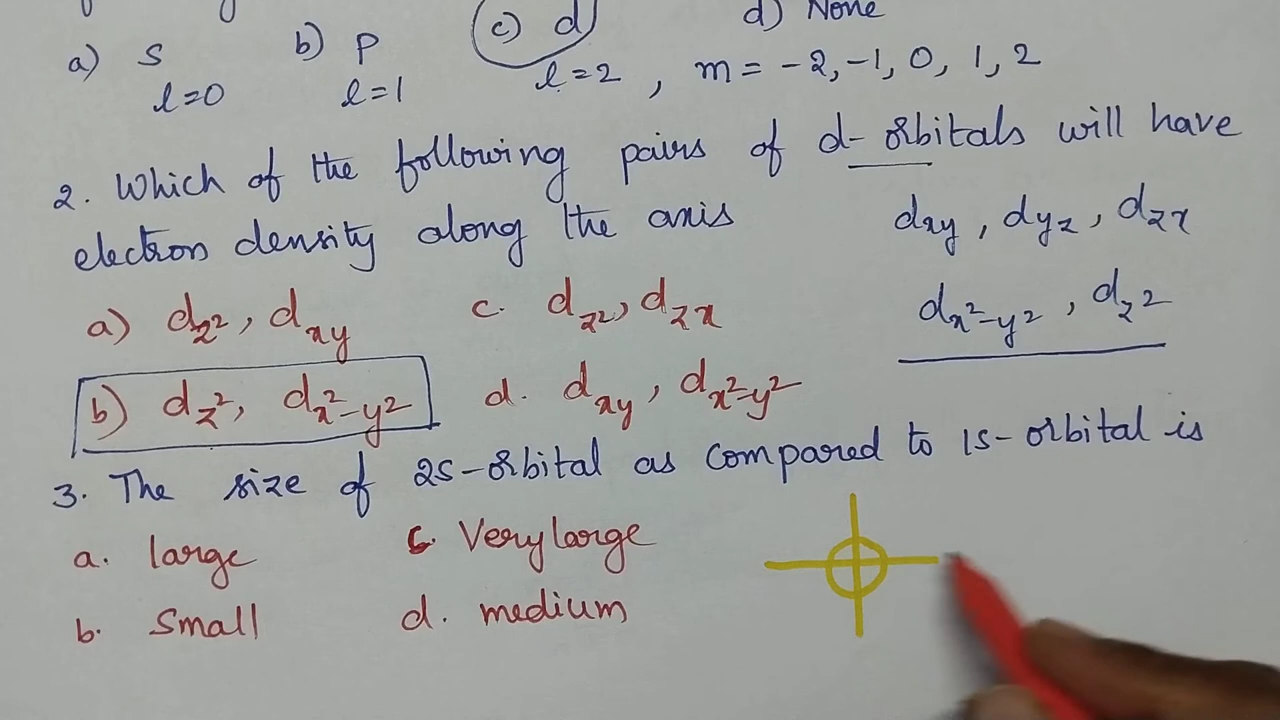 a) s b) p c) d d) None
l=0 l=1 l=2 , m = -2, -1, 0, 1, 2
2. Which of the following pairs of d-orbitals will have
electron density along the axis
dxy , dyz , dzx
dx²-y² , dz²
a) dz², dxy c. dz², dzx
b) dz², dx²-y² d. dxy , dx²-y²
3. The size of 2s-orbital as compared to 1s-orbital is
a. large c. Very large
b. Small d. medium